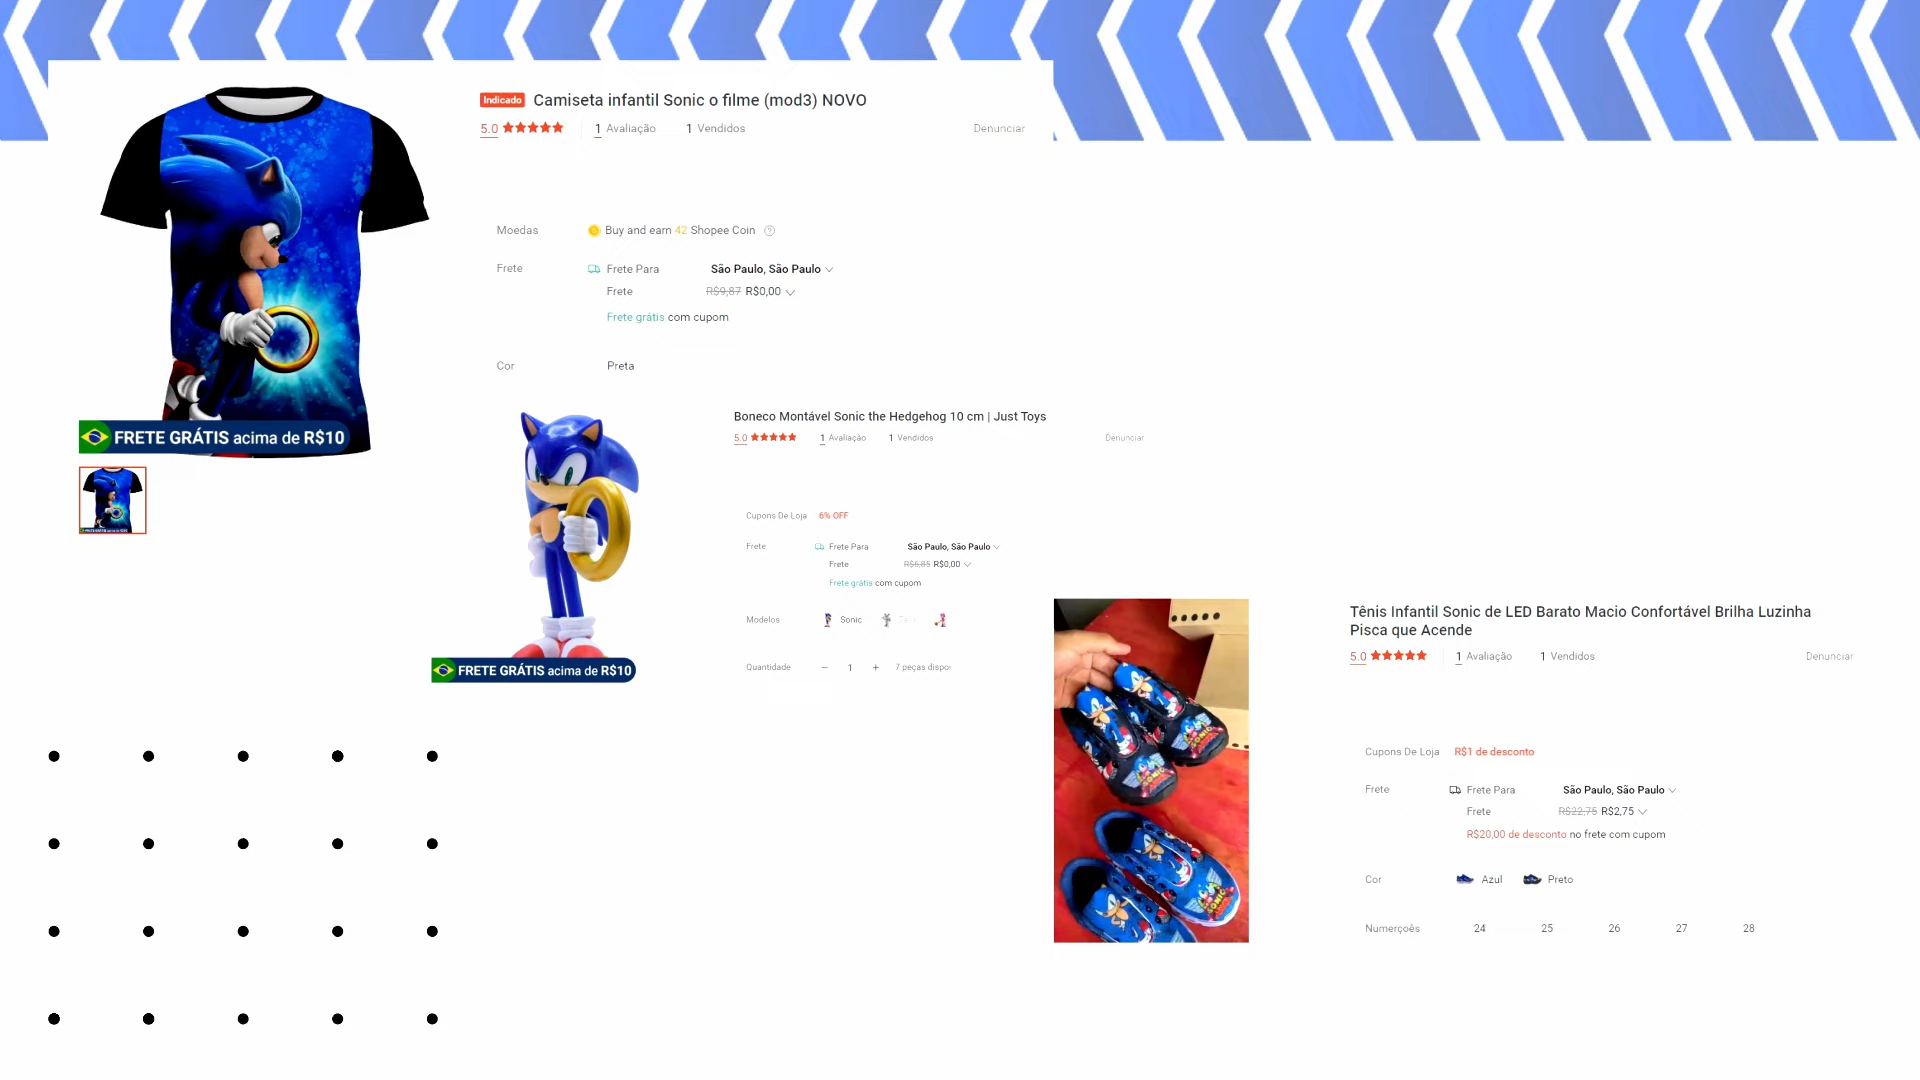 Indicado Camiseta infantil Sonic o filme (mod3) NOVO
5.0 1 Avaliação 1 Vendidos Denunciar
Moedas Buy and earn 42 Shopee Coin ?
Frete Frete Para São Paulo, São Paulo
Frete R$9,87 R$0,00
Frete grátis com cupom
Cor Preta
FRETE GRÁTIS acima de R$10
Boneco Montável Sonic the Hedgehog 10 cm | Just Toys
5.0 1 Avaliação 1 Vendidos Denunciar
Cupons De Loja 6% OFF
Frete Frete Para São Paulo, São Paulo
Frete R$6,85 R$0,00
Frete grátis com cupom
Modelos Sonic
Quantidade − 1 + 7 peças dispo
FRETE GRÁTIS acima de R$10
Tênis Infantil Sonic de LED Barato Macio Confortável Brilha Luzinha
Pisca que Acende
5.0 1 Avaliação 1 Vendidos Denunciar
Cupons De Loja R$1 de desconto
Frete Frete Para São Paulo, São Paulo
Frete R$22,75 R$2,75
R$20,00 de desconto no frete com cupom
Cor Azul Preto
Numerçoês 24 25 26 27 28